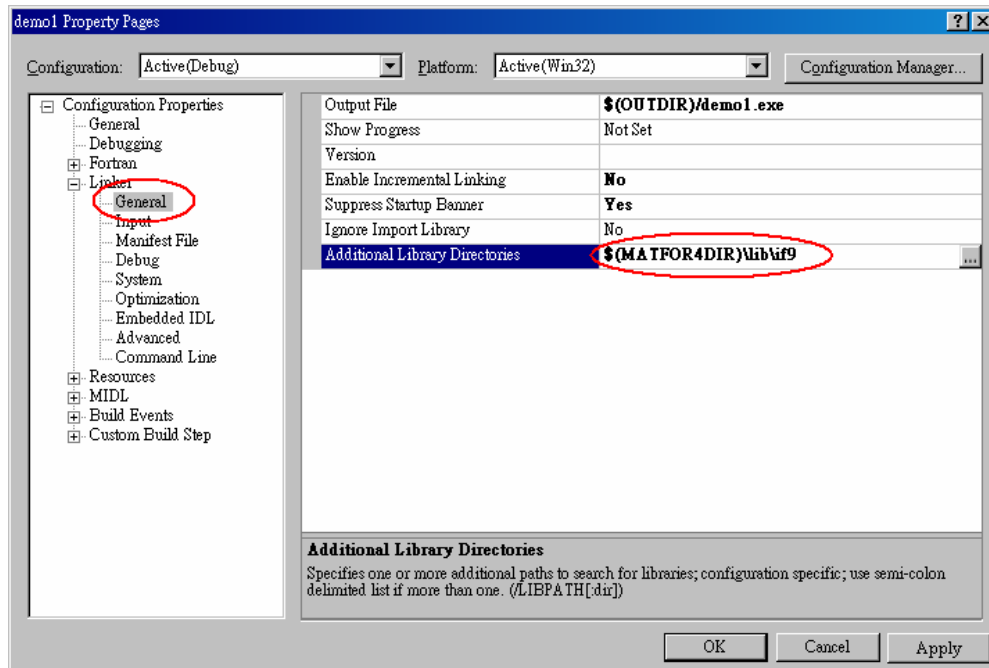 demo1 Property Pages
Configuration: Active(Debug) Platform: Active(Win32) Configuration Manager...
Configuration Properties
General
Debugging
Fortran
Linker
General
Input
Manifest File
Debug
System
Optimization
Embedded IDL
Advanced
Command Line
Resources
MIDL
Build Events
Custom Build Step
Output File $(OUTDIR)/demo1.exe
Show Progress Not Set
Version
Enable Incremental Linking No
Suppress Startup Banner Yes
Ignore Import Library No
Additional Library Directories $(MATFOR4DIR)\lib\if9 ...
Additional Library Directories
Specifies one or more additional paths to search for libraries; configuration specific; use semi-colon
delimited list if more than one. (/LIBPATH[:dir])
OK Cancel Apply